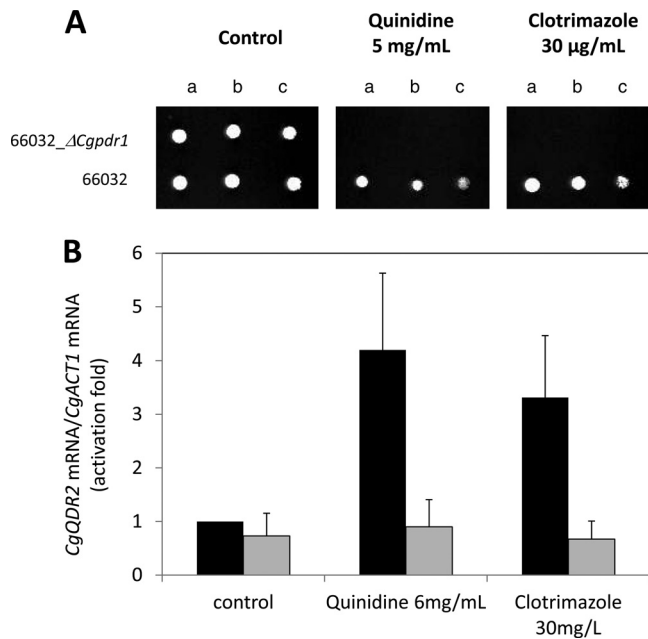 A
Control
Quinidine
5 mg/mL
Clotrimazole
30 µg/mL
a b c
a b c
a b c
66032_ΔCgpdr1
66032
B
CgQDR2 mRNA/CgACT1 mRNA
(activation fold)
6
5
4
3
2
1
0
control
Quinidine 6mg/mL
Clotrimazole
30mg/L